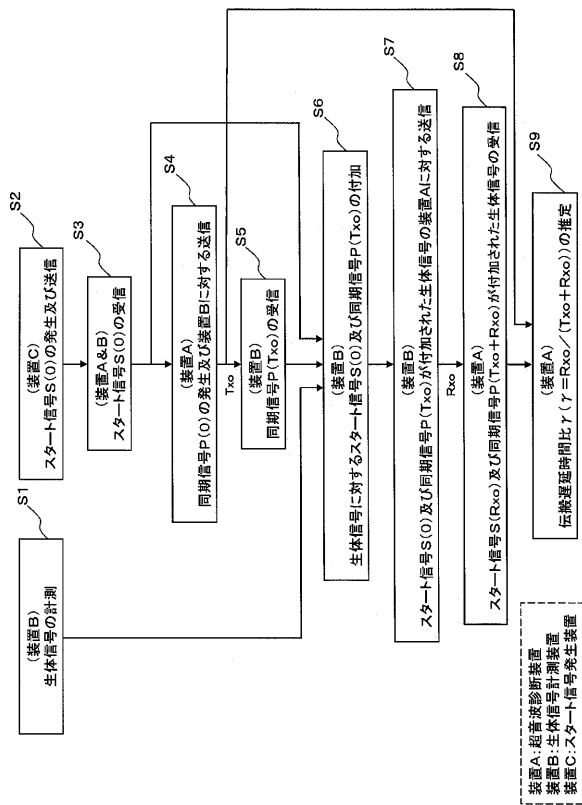 S1
(装置B)
生体信号の計測
S2
(装置C)
スタート信号S(0)の発生及び送信
S3
(装置A&B)
スタート信号S(0)の受信
S4
(装置A)
同期信号P(0)の発生及び装置Bに対する送信
Txo
S5
(装置B)
同期信号P(Txo)の受信
S6
(装置B)
生体信号に対するスタート信号S(0)及び同期信号P(Txo)の付加
S7
(装置B)
スタート信号S(0)及び同期信号P(Txo)が付加された生体信号の装置Aに対する送信
Rxo
S8
(装置A)
スタート信号S(Rxo)及び同期信号P(Txo+Rxo)が付加された生体信号の受信
S9
(装置A)
伝搬遅延時間比γ(γ=Rxo/(Txo+Rxo))の推定
装置A:超音波診断装置
装置B:生体信号計測装置
装置C:スタート信号発生装置